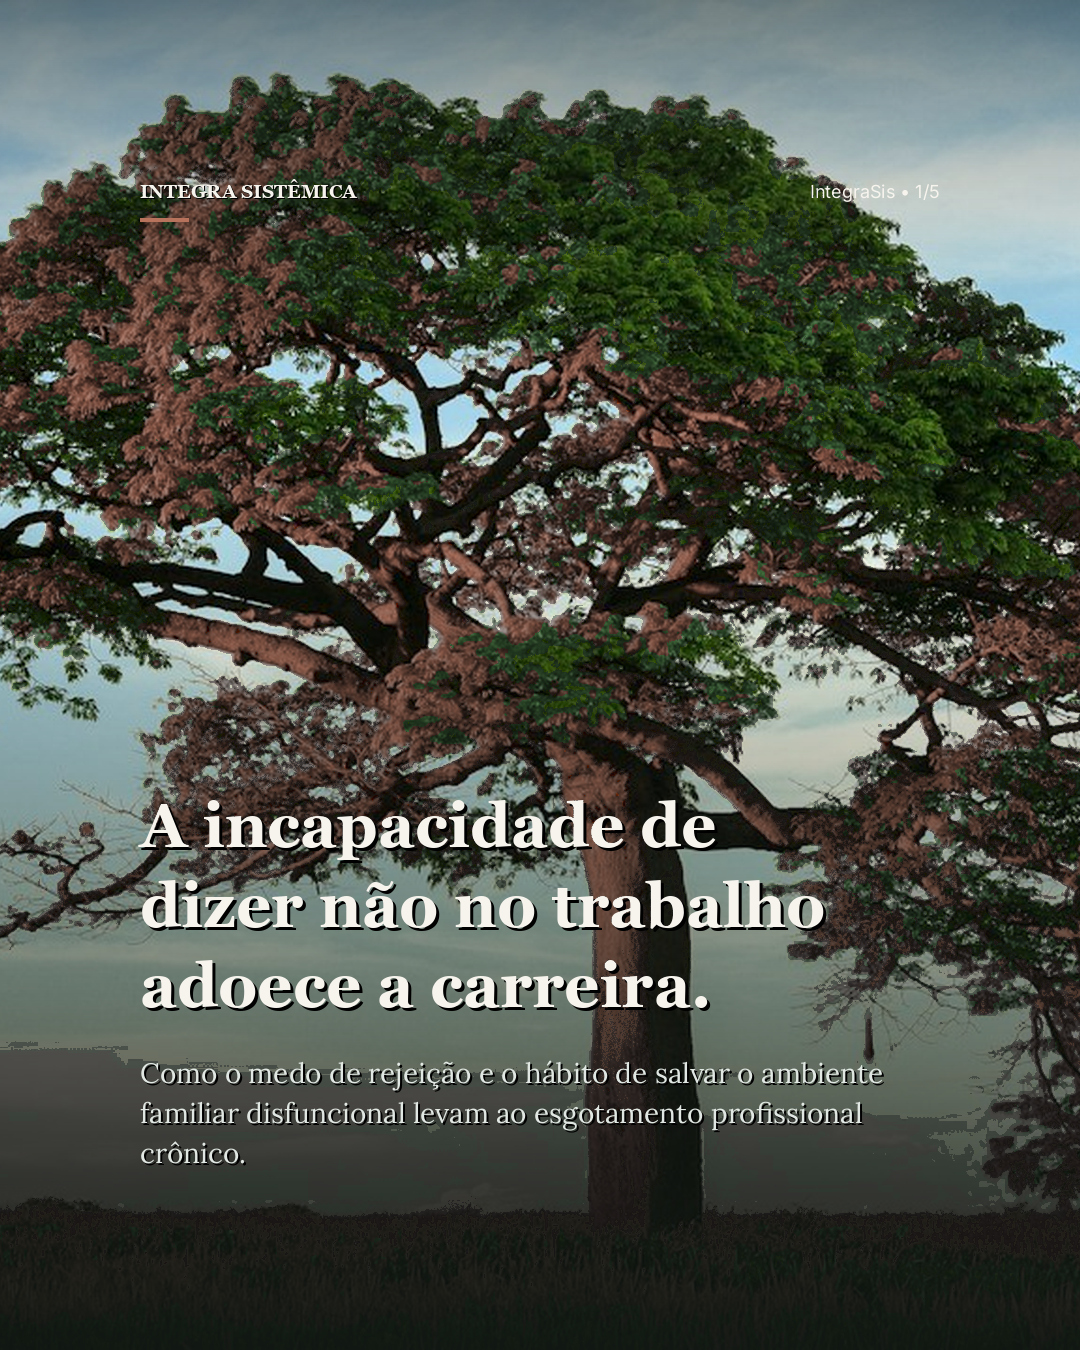 INTEGRA SISTÊMICA
IntegraSis • 1/5
A incapacidade de
dizer não no trabalho
adoece a carreira.
Como o medo de rejeição e o hábito de salvar o ambiente
familiar disfuncional levam ao esgotamento profissional
crônico.